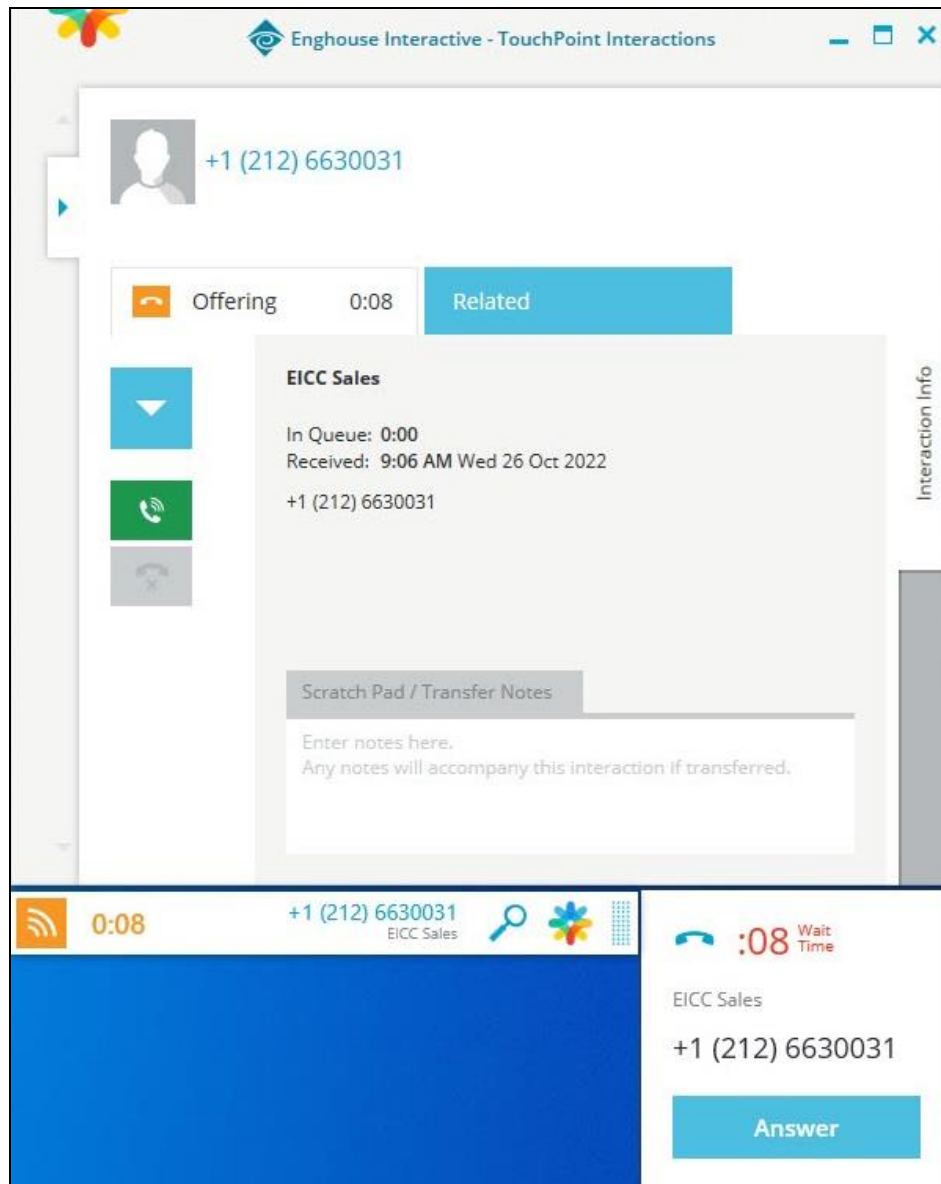 Enghouse Interactive - TouchPoint Interactions
+1 (212) 6630031
Offering 0:08
Related
EICC Sales
In Queue: 0:00
Received: 9:06 AM Wed 26 Oct 2022
+1 (212) 6630031
Interaction Info
Scratch Pad / Transfer Notes
Enter notes here.
Any notes will accompany this interaction if transferred.
0:08
+1 (212) 6630031
EICC Sales
:08 Wait Time
EICC Sales
+1 (212) 6630031
Answer